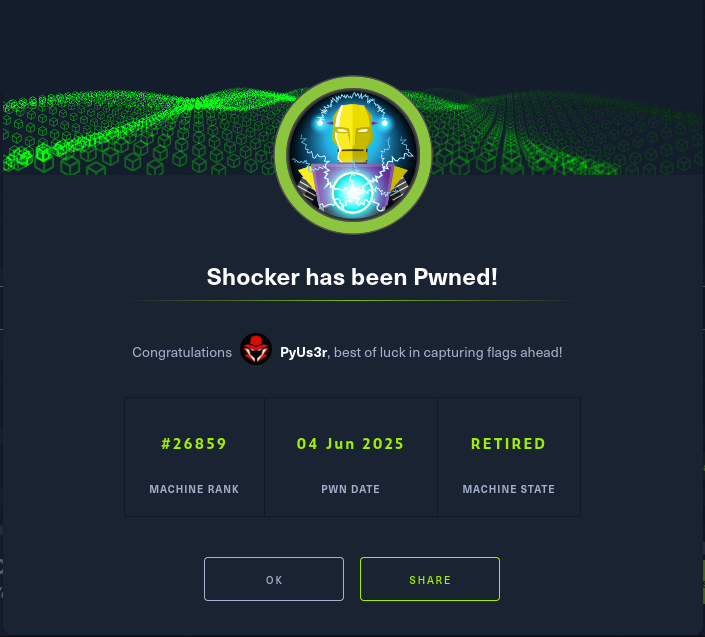 Shocker has been Pwned!
Congratulations PyUs3r, best of luck in capturing flags ahead!
#26859 04 Jun 2025 RETIRED
MACHINE RANK PWN DATE MACHINE STATE
OK SHARE